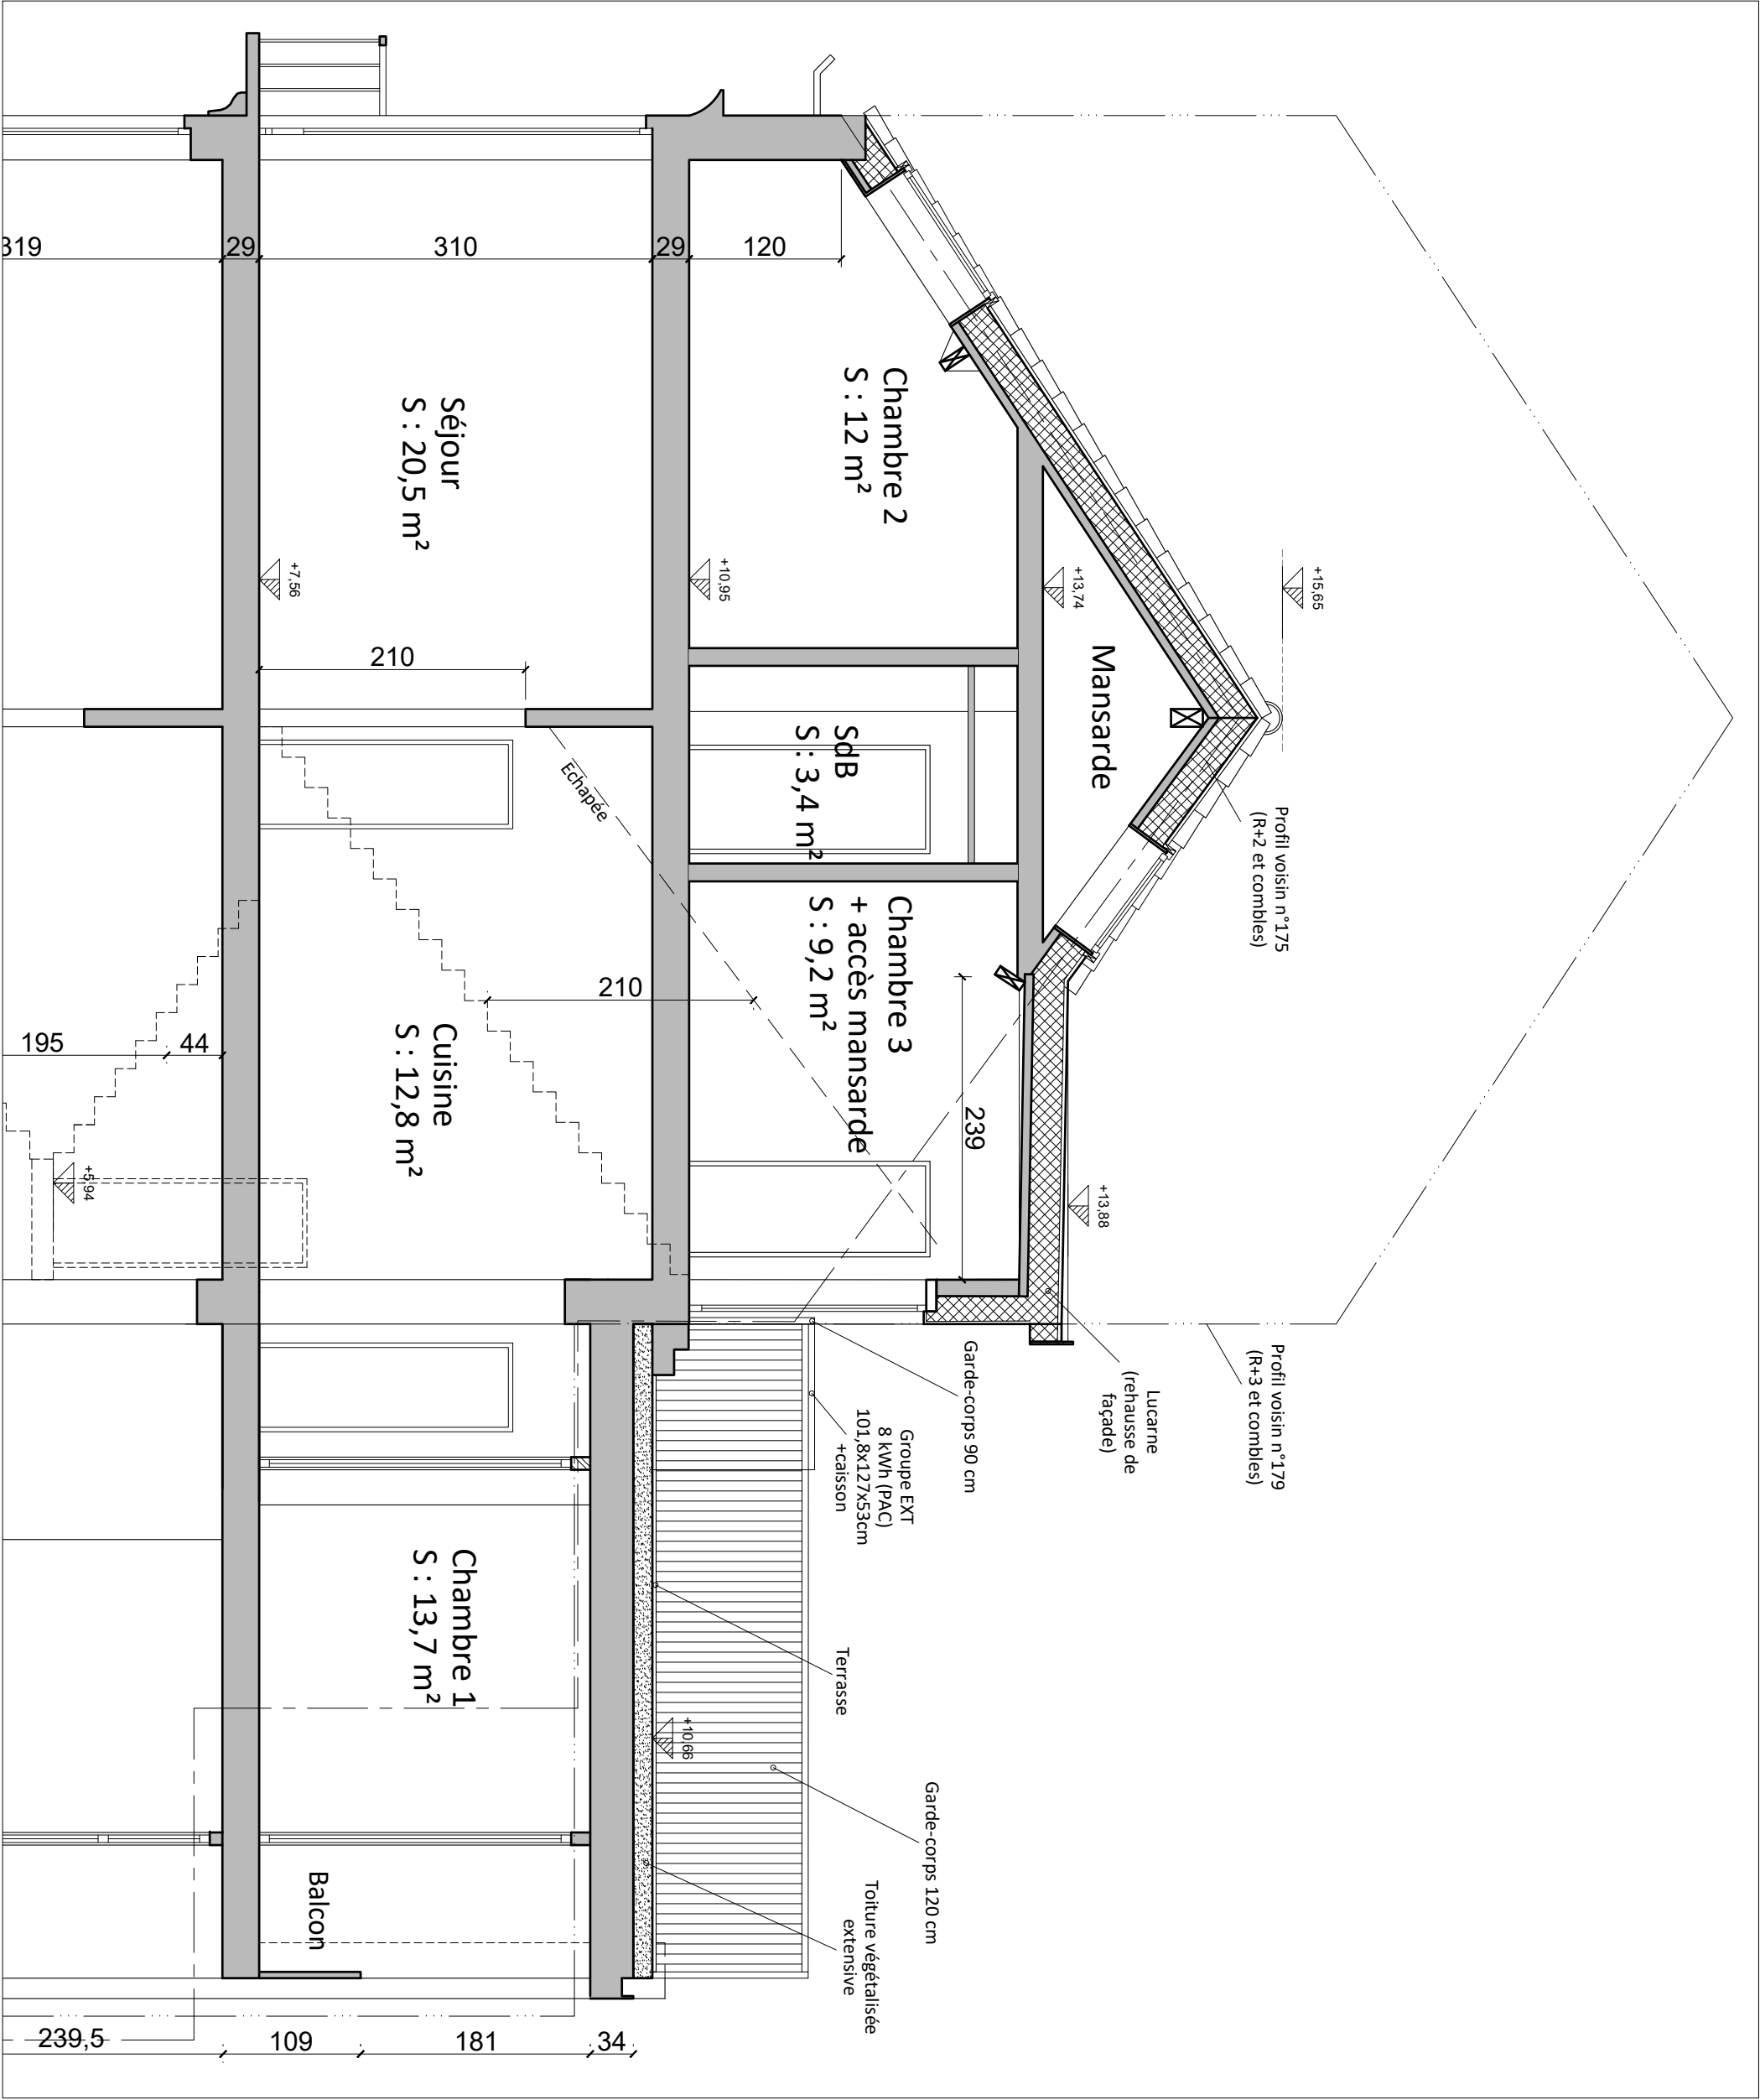 +15,65
Profil voisin n°175
(R+2 et combles)
Profil voisin n°179
(R+3 et combles)
Mansarde
+13,74
+13,88
Lucarne
(rehausse de
façade)
Chambre 2
S : 12 m²
SdB
S : 3,4 m²
Chambre 3
+ accès mansarde
S : 9,2 m²
239
120
+10,95
Garde-corps 90 cm
Groupe EXT
8 kWh (PAC)
101,8x127x53cm
+caisson
Terrasse
Garde-corps 120 cm
Toiture végétalisée
extensive
+10,66
29
310
29
319
Séjour
S : 20,5 m²
+7,56
210
Echapée
210
Cuisine
S : 12,8 m²
Chambre 1
S : 13,7 m²
Balcon
34
181
109
239,5
44
195
+5,94